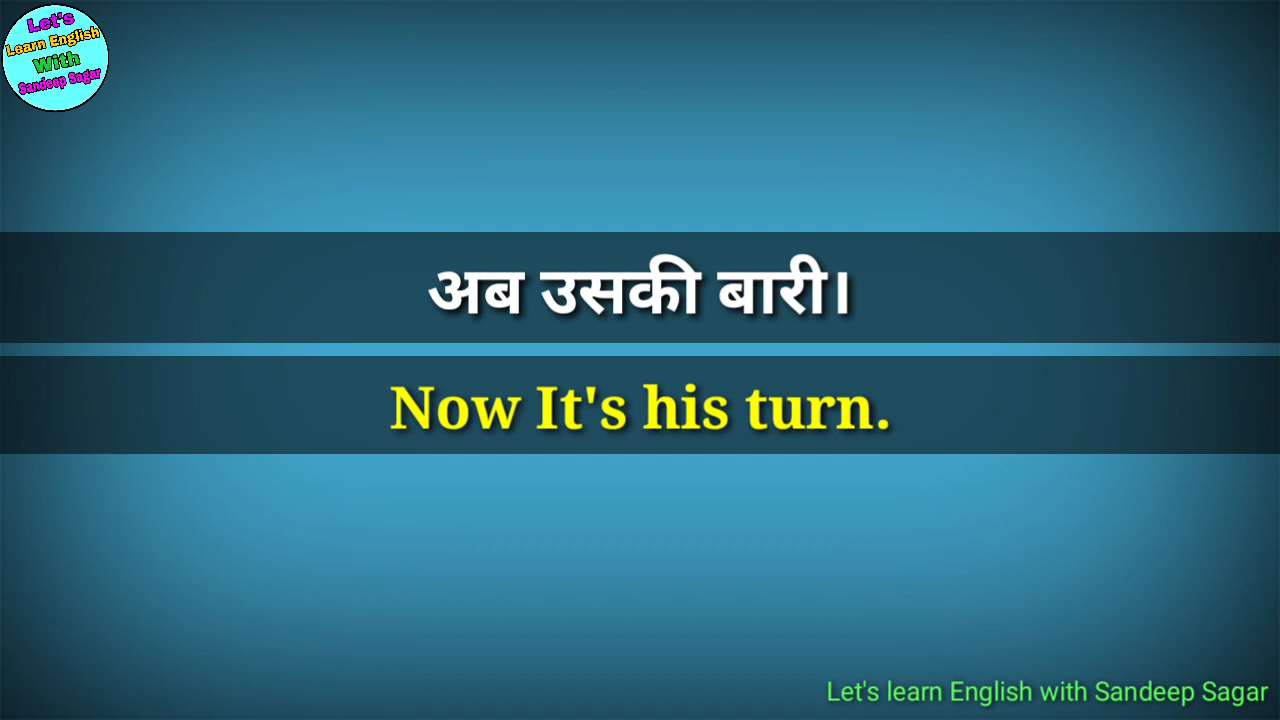 Let's
Learn English
With
Sandeep Sagar
अब उसकी बारी।
Now It's his turn.
Let's learn English with Sandeep Sagar